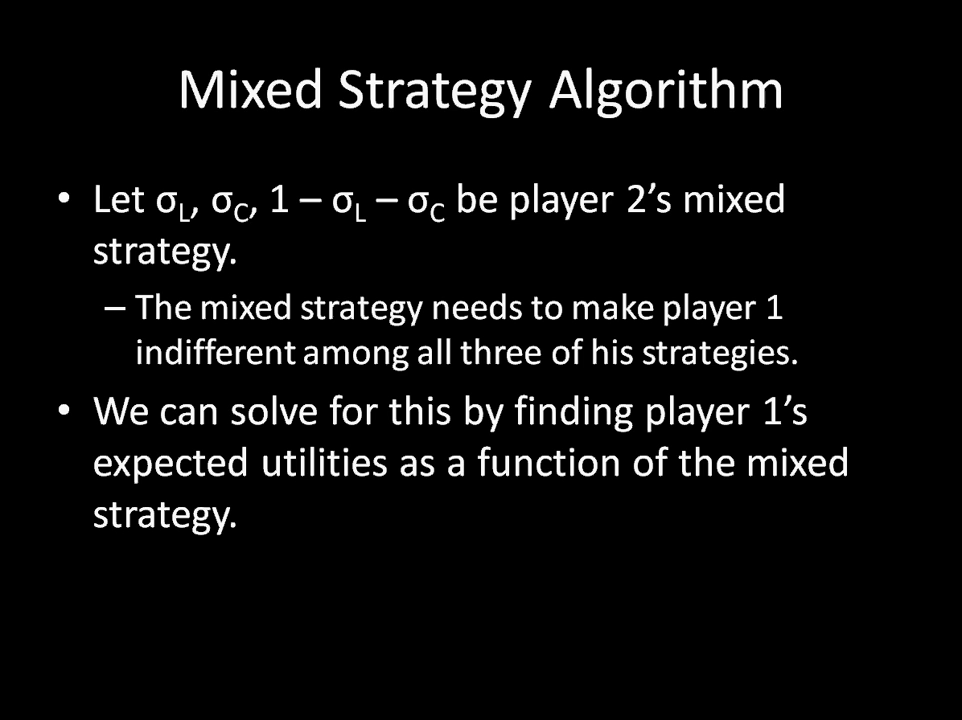 Mixed Strategy Algorithm
• Let σL, σC, 1 – σL – σC be player 2’s mixed
strategy.
– The mixed strategy needs to make player 1
indifferent among all three of his strategies.
• We can solve for this by finding player 1’s
expected utilities as a function of the mixed
strategy.